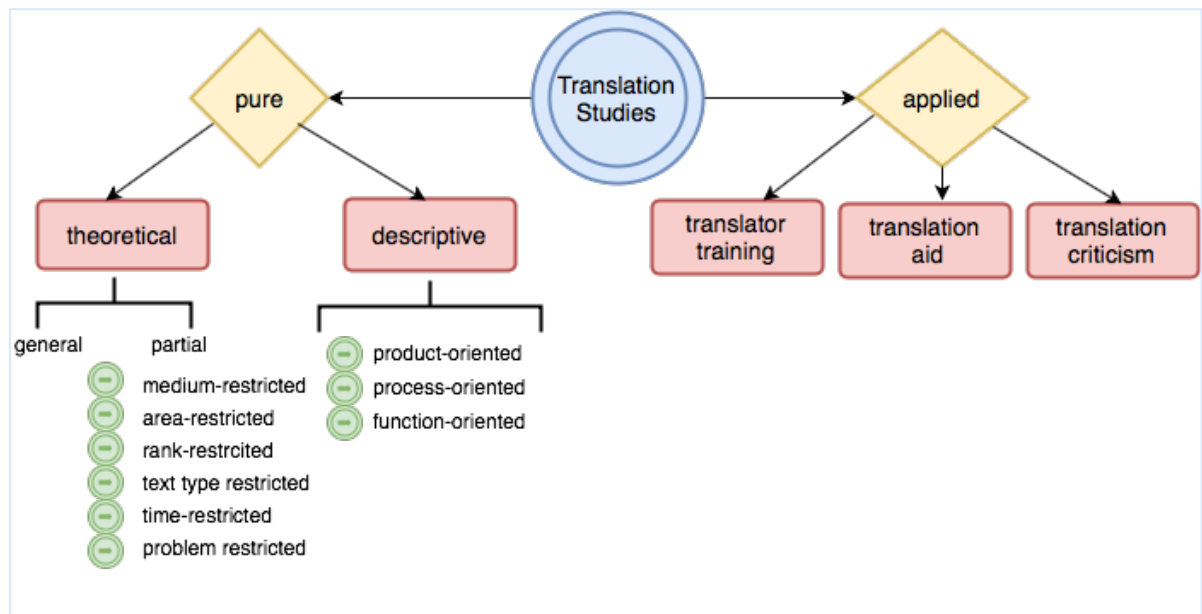 Translation
Studies
pure
applied
theoretical
descriptive
translator
training
translation
aid
translation
criticism
general
partial
medium-restricted
area-restricted
rank-restrcited
text type restricted
time-restricted
problem restricted
product-oriented
process-oriented
function-oriented